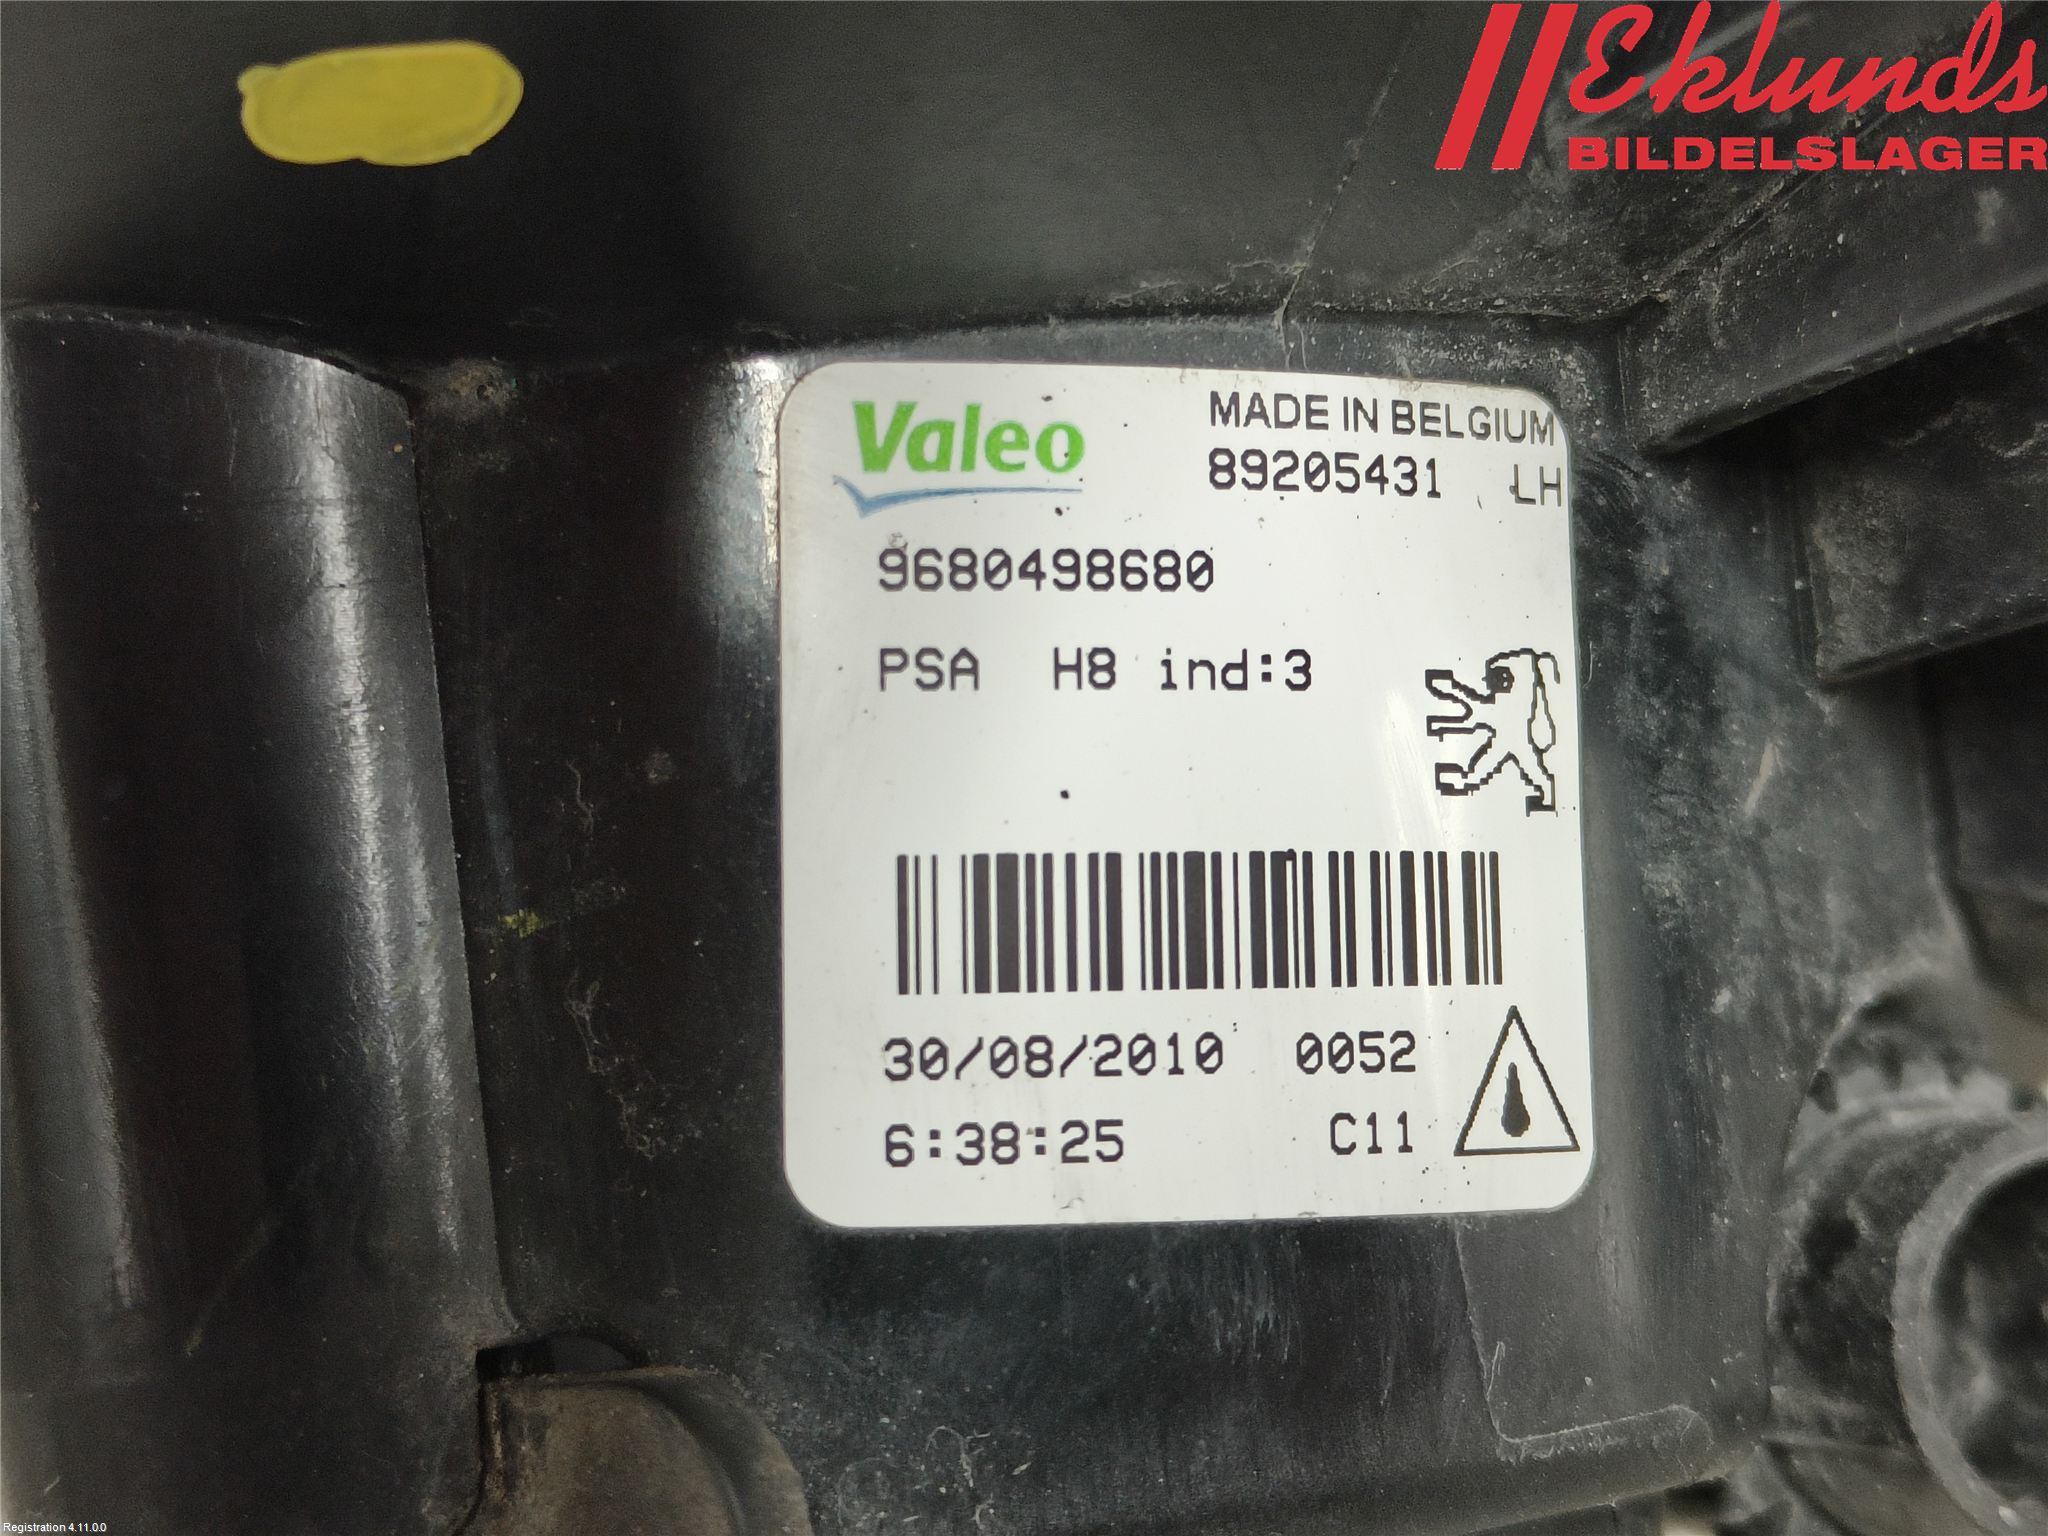 Eklunds
BILDELSLAGER
Valeo
MADE IN BELGIUM
89205431 LH
9680498680
PSA H8 ind:3
30/08/2010 0052
6:38:25 C11
Registration 4.11.0.0